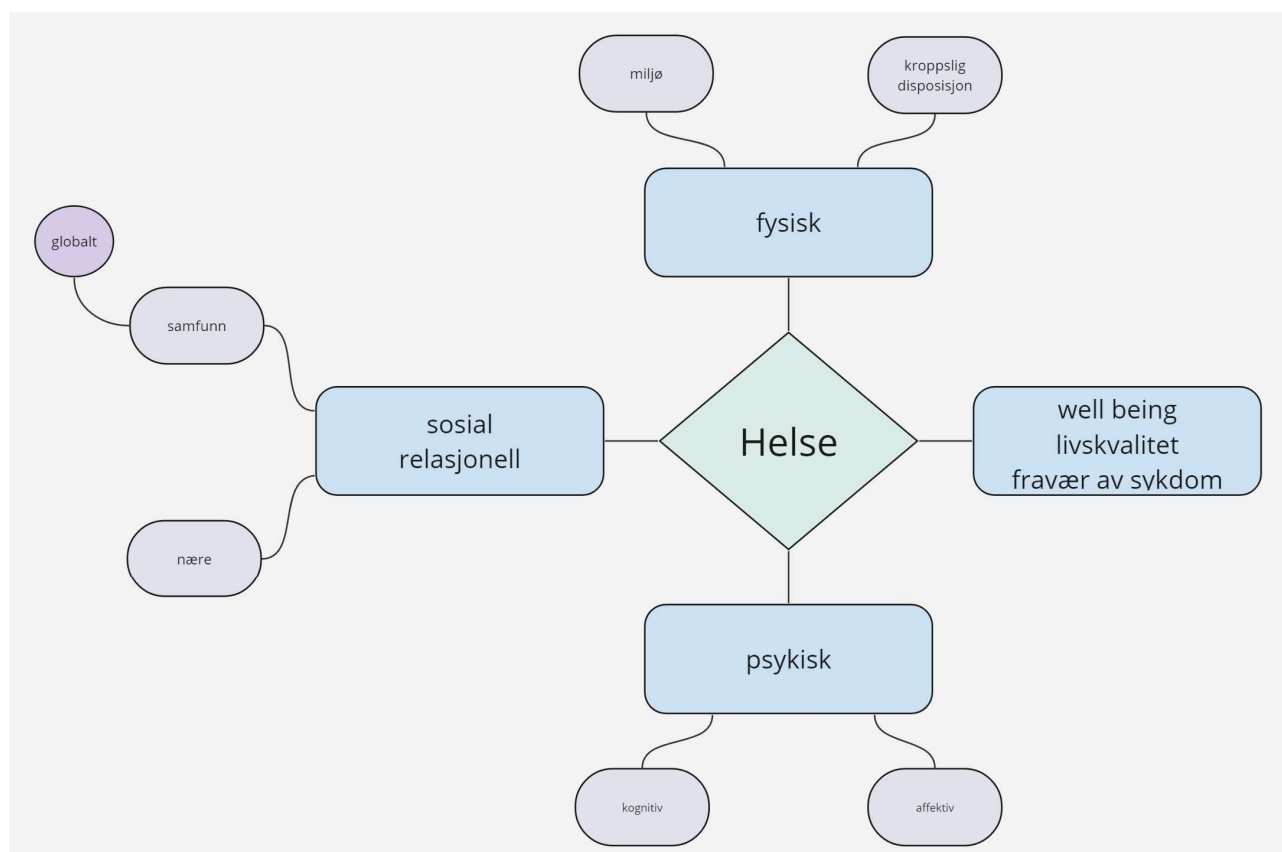 miljø
kroppslig
disposisjon
fysisk
globalt
samfunn
sosial
relasjonell
Helse
well being
livskvalitet
fravær av sykdom
nære
psykisk
kognitiv
affektiv